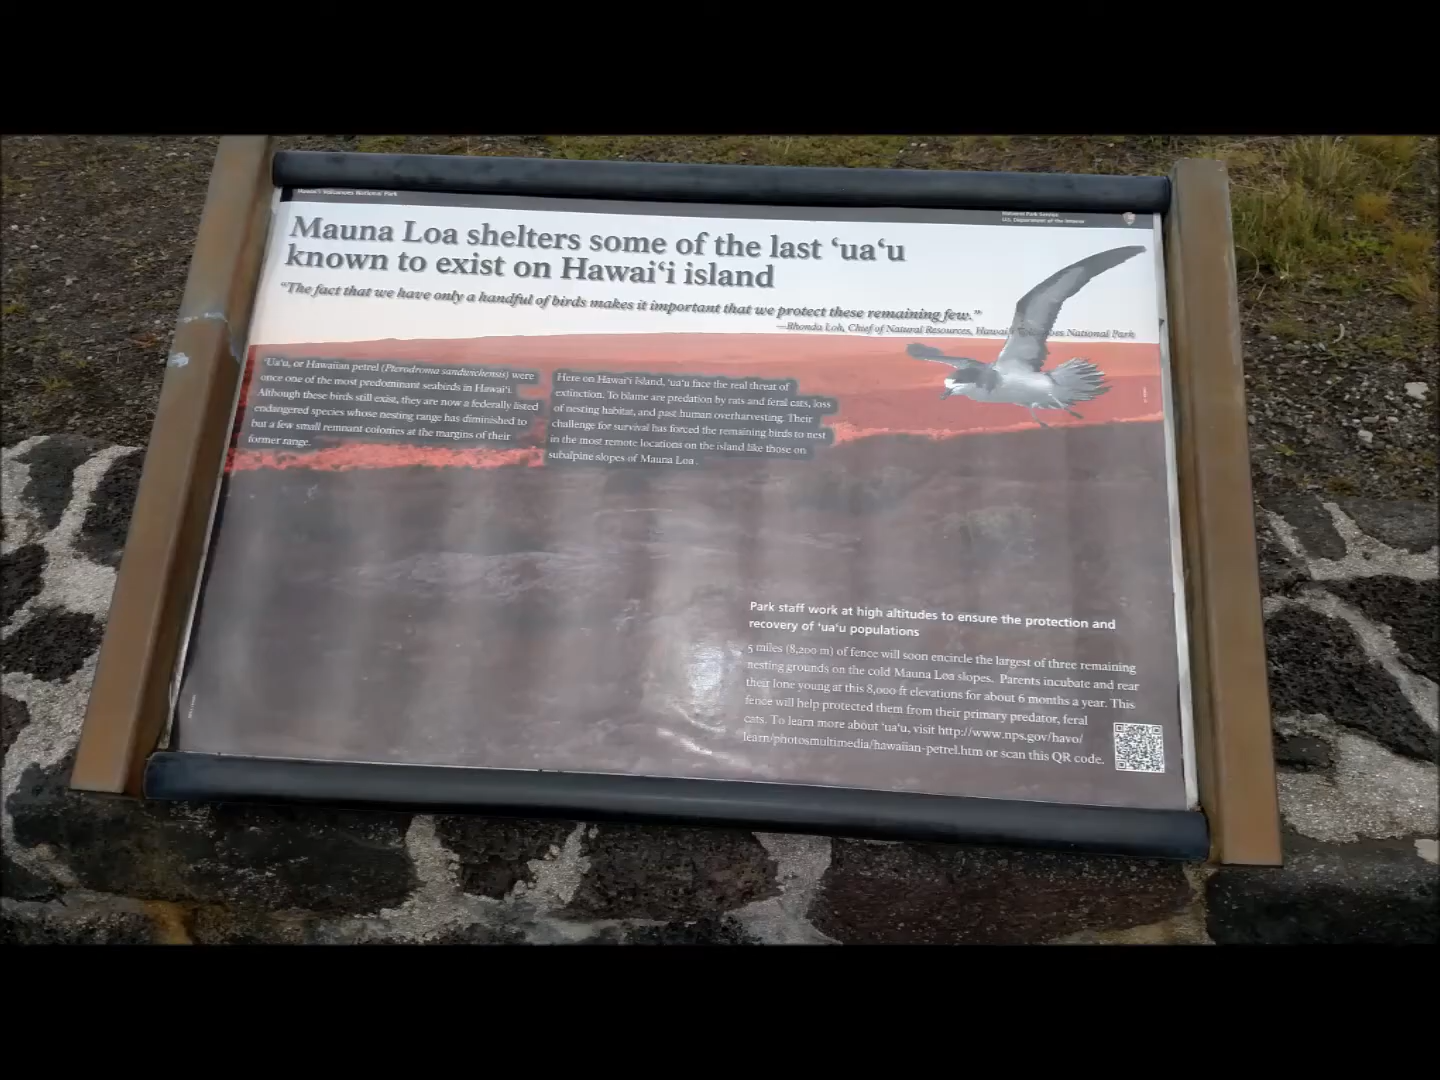 Hawai‘i Volcanoes National Park
National Park Service
U.S. Department of the Interior
Mauna Loa shelters some of the last ‘ua‘u
known to exist on Hawai‘i island
“The fact that we have only a handful of birds makes it important that we protect these remaining few.”
—Rhonda Loh, Chief of Natural Resources, Hawai‘i Volcanoes National Park
‘Ua‘u, or Hawaiian petrel (Pterodroma sandwichensis) were
once one of the most predominant seabirds in Hawai‘i.
Although these birds still exist, they are now a federally listed
endangered species whose nesting range has diminished to
but a few small remnant colonies at the margins of their
former range.
Here on Hawai‘i Island, ‘ua‘u face the real threat of
extinction. To blame are predation by rats and feral cats, loss
of nesting habitat, and past human overharvesting. Their
challenge for survival has forced the remaining birds to nest
in the most remote locations on the island like those on
subalpine slopes of Mauna Loa.
Park staff work at high altitudes to ensure the protection and
recovery of ‘ua‘u populations
5 miles (8,200 m) of fence will soon encircle the largest of three remaining
nesting grounds on the cold Mauna Loa slopes. Parents incubate and rear
their lone young at this 8,000 ft elevations for about 6 months a year. This
fence will help protected them from their primary predator, feral
cats. To learn more about ‘ua‘u, visit http://www.nps.gov/havo/
learn/photosmultimedia/hawaiian-petrel.htm or scan this QR code.